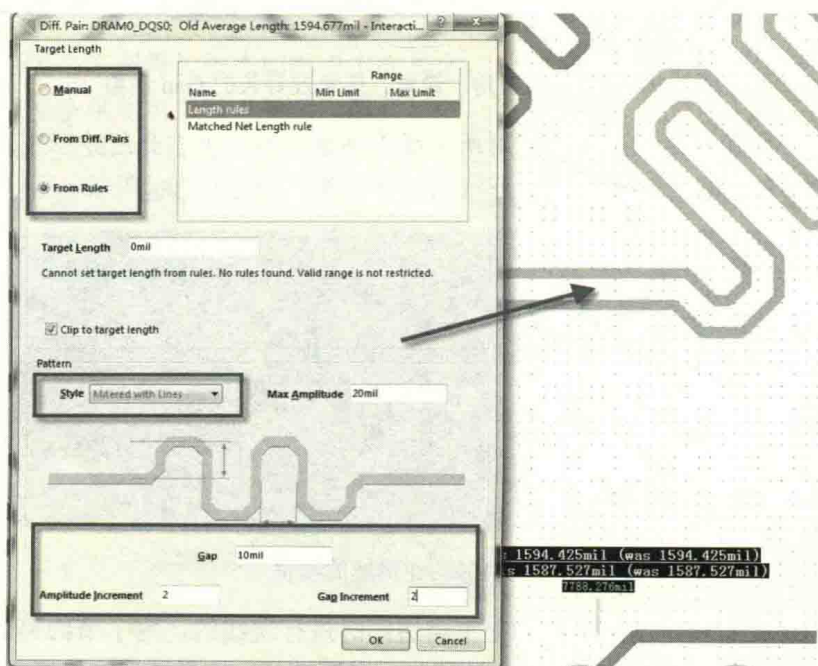 Diff. Pair: DRAM0_DQS0; Old Average Length: 1594.677mil - Interacti...
Target Length
Manual
From Diff. Pairs
From Rules
Range
Name Min Limit Max Limit
Length rules
Matched Net Length rule
Target Length 0mil
Cannot set target length from rules. No rules found. Valid range is not restricted.
Clip to target length
Pattern
Style Mitered with Lines Max Amplitude 20mil
Gap 10mil
Amplitude Increment 2 Gap Increment 2
OK Cancel
: 1594.425mil (was 1594.425mil)
s 1587.527mil (was 1587.527mil)
7788.276mil